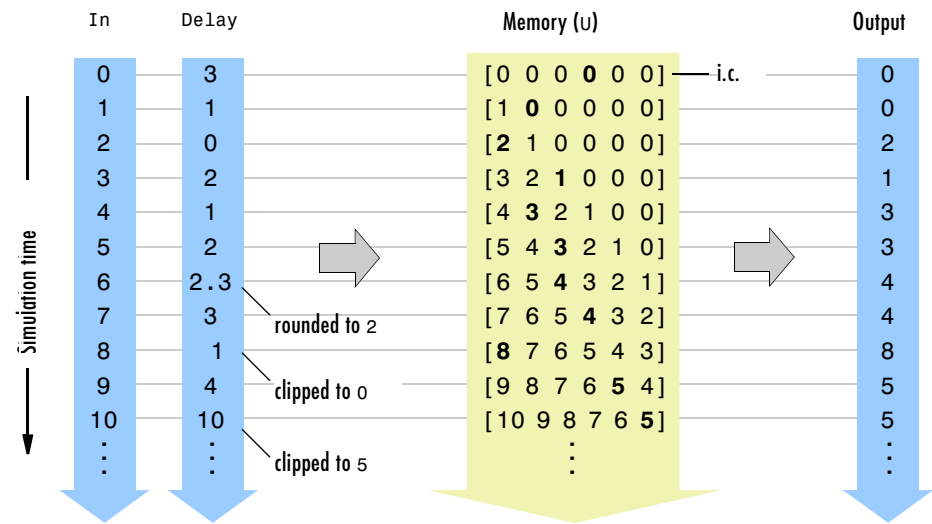 In Delay Memory (U) Output
0 3 [0 0 0 0 0 0] i.c. 0
1 1 [1 0 0 0 0 0] 0
2 0 [2 1 0 0 0 0] 2
3 2 [3 2 1 0 0 0] 1
4 1 [4 3 2 1 0 0] 3
5 2 [5 4 3 2 1 0] 3
6 2.3 [6 5 4 3 2 1] 4
rounded to 2
7 3 [7 6 5 4 3 2] 4
8 1 [8 7 6 5 4 3] 8
clipped to 0
9 4 [9 8 7 6 5 4] 5
10 10 [10 9 8 7 6 5] 5
clipped to 5
Simulation time